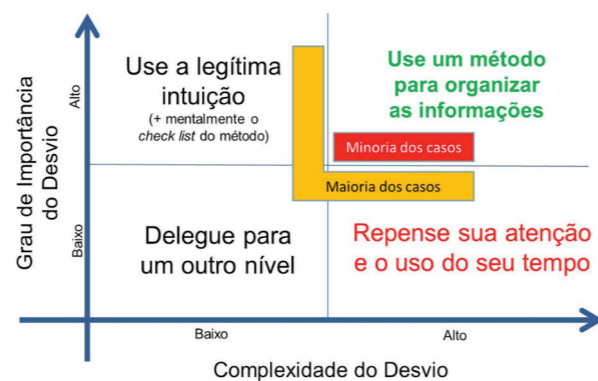 Grau de Importância
do Desvio
Alto
Baixo
Use a legítima
intuição
(+ mentalmente o
check list do método)
Use um método
para organizar
as informações
Minoria dos casos
Maioria dos casos
Delegue para
um outro nível
Repense sua atenção
e o uso do seu tempo
Baixo
Alto
Complexidade do Desvio